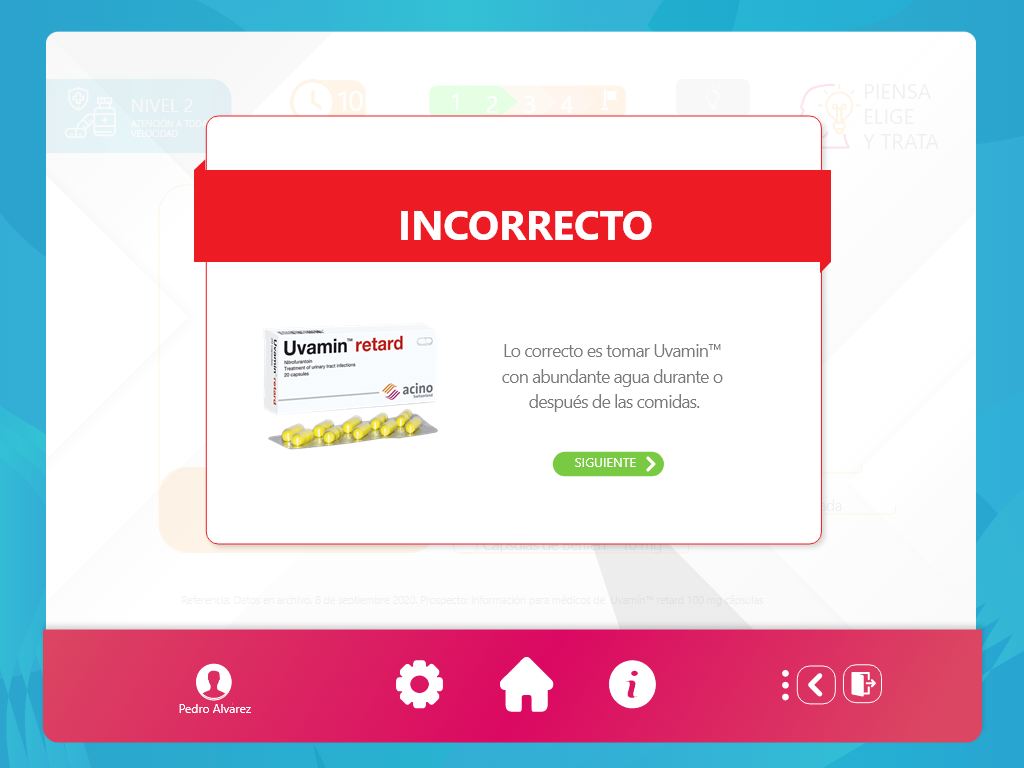 NIVEL 2
ATENCIÓN A TODA
VELOCIDAD
10
1 2 3 4
PIENSA
ELIGE
Y TRATA
INCORRECTO
Uvamin™ retard
Nitrofurantoin
Treatment of urinary tract infections
20 capsules
acino
Switzerland
Uvamin™ retard
Lo correcto es tomar Uvamin™
con abundante agua durante o
después de las comidas.
SIGUIENTE
Referencia: Datos en archivo. 8 de septiembre 2020. Prospecto: Información para médicos de Uvamin™ retard 100 mg cápsulas
Pedro Alvarez